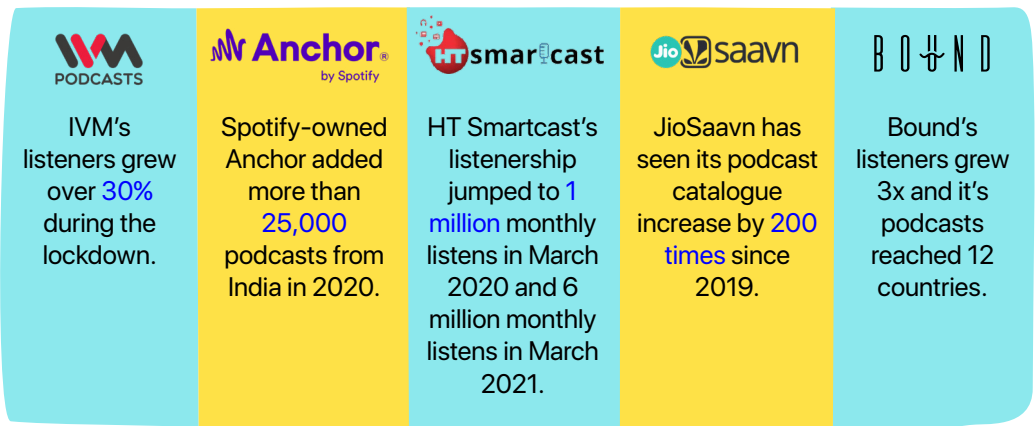 IVM
PODCASTS
IVM's
listeners grew
over 30%
during the
lockdown.
Anchor®
by Spotify
Spotify-owned
Anchor added
more than
25,000
podcasts from
India in 2020.
HT smartcast
HT Smartcast's
listenership
jumped to 1
million monthly
listens in March
2020 and 6
million monthly
listens in March
2021.
Jio saavn
JioSaavn has
seen its podcast
catalogue
increase by 200
times since
2019.
BOUND
Bound's
listeners grew
3x and it's
podcasts
reached 12
countries.